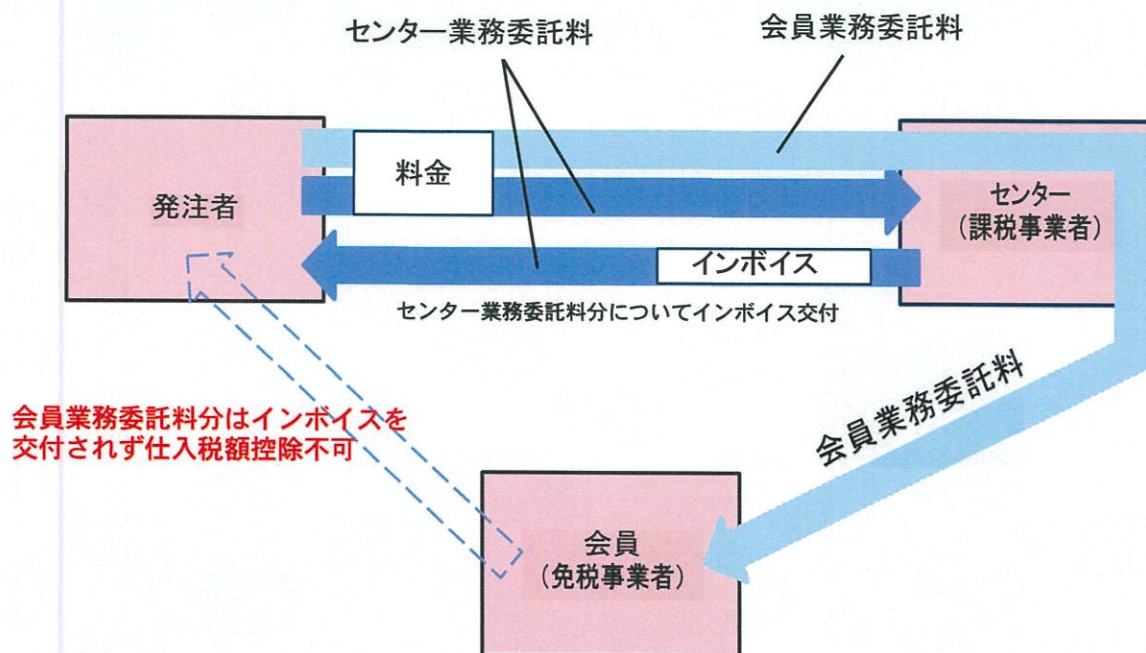 センター業務委託料
会員業務委託料
発注者
料金
センター
(課税事業者)
インボイス
センター業務委託料分についてインボイス交付
会員業務委託料
会員業務委託料分はインボイスを
交付されず仕入税額控除不可
会員
(免税事業者)